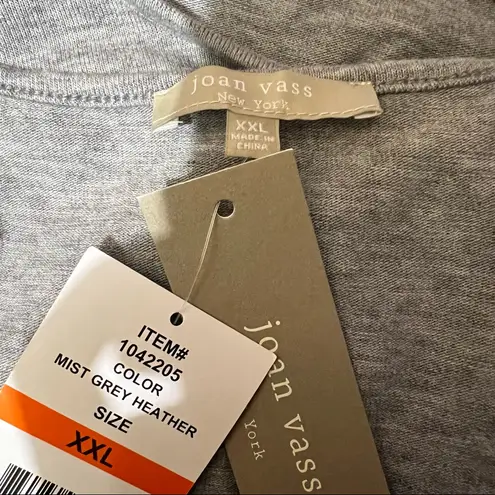 joan vass
New York
XXL
MADE IN
CHINA
ITEM#
1042205
COLOR
MIST GREY HEATHER
SIZE
XXL
joan vass
York